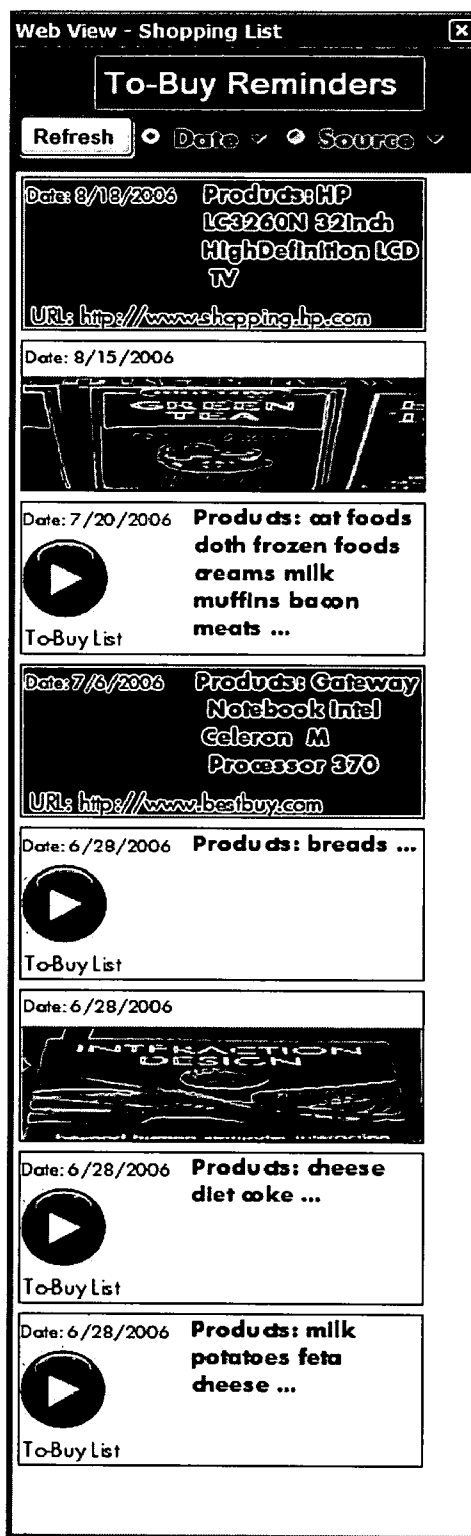 Web View - Shopping List
To-Buy Reminders
Refresh Date Source
Date: 8/18/2006 Products: HP
LC3260N 32Inch
HighDefinition LCD
TV
URL: http://www.shopping.hp.com
Date: 8/15/2006
GREEN
TEA
Date: 7/20/2006 Products: cat foods
doth frozen foods
creams milk
muffins bacon
meats ...
To-Buy List
Date: 7/6/2006 Products: Gateway
Notebook Intel
Celeron M
Processor 370
URL: http://www.bestbuy.com
Date: 6/28/2006 Products: breads ...
To-Buy List
Date: 6/28/2006
INTERACTION
DESIGN
beyond human-computer interaction
Date: 6/28/2006 Products: cheese
diet coke ...
To-Buy List
Date: 6/28/2006 Products: milk
potatoes feta
cheese ...
To-Buy List